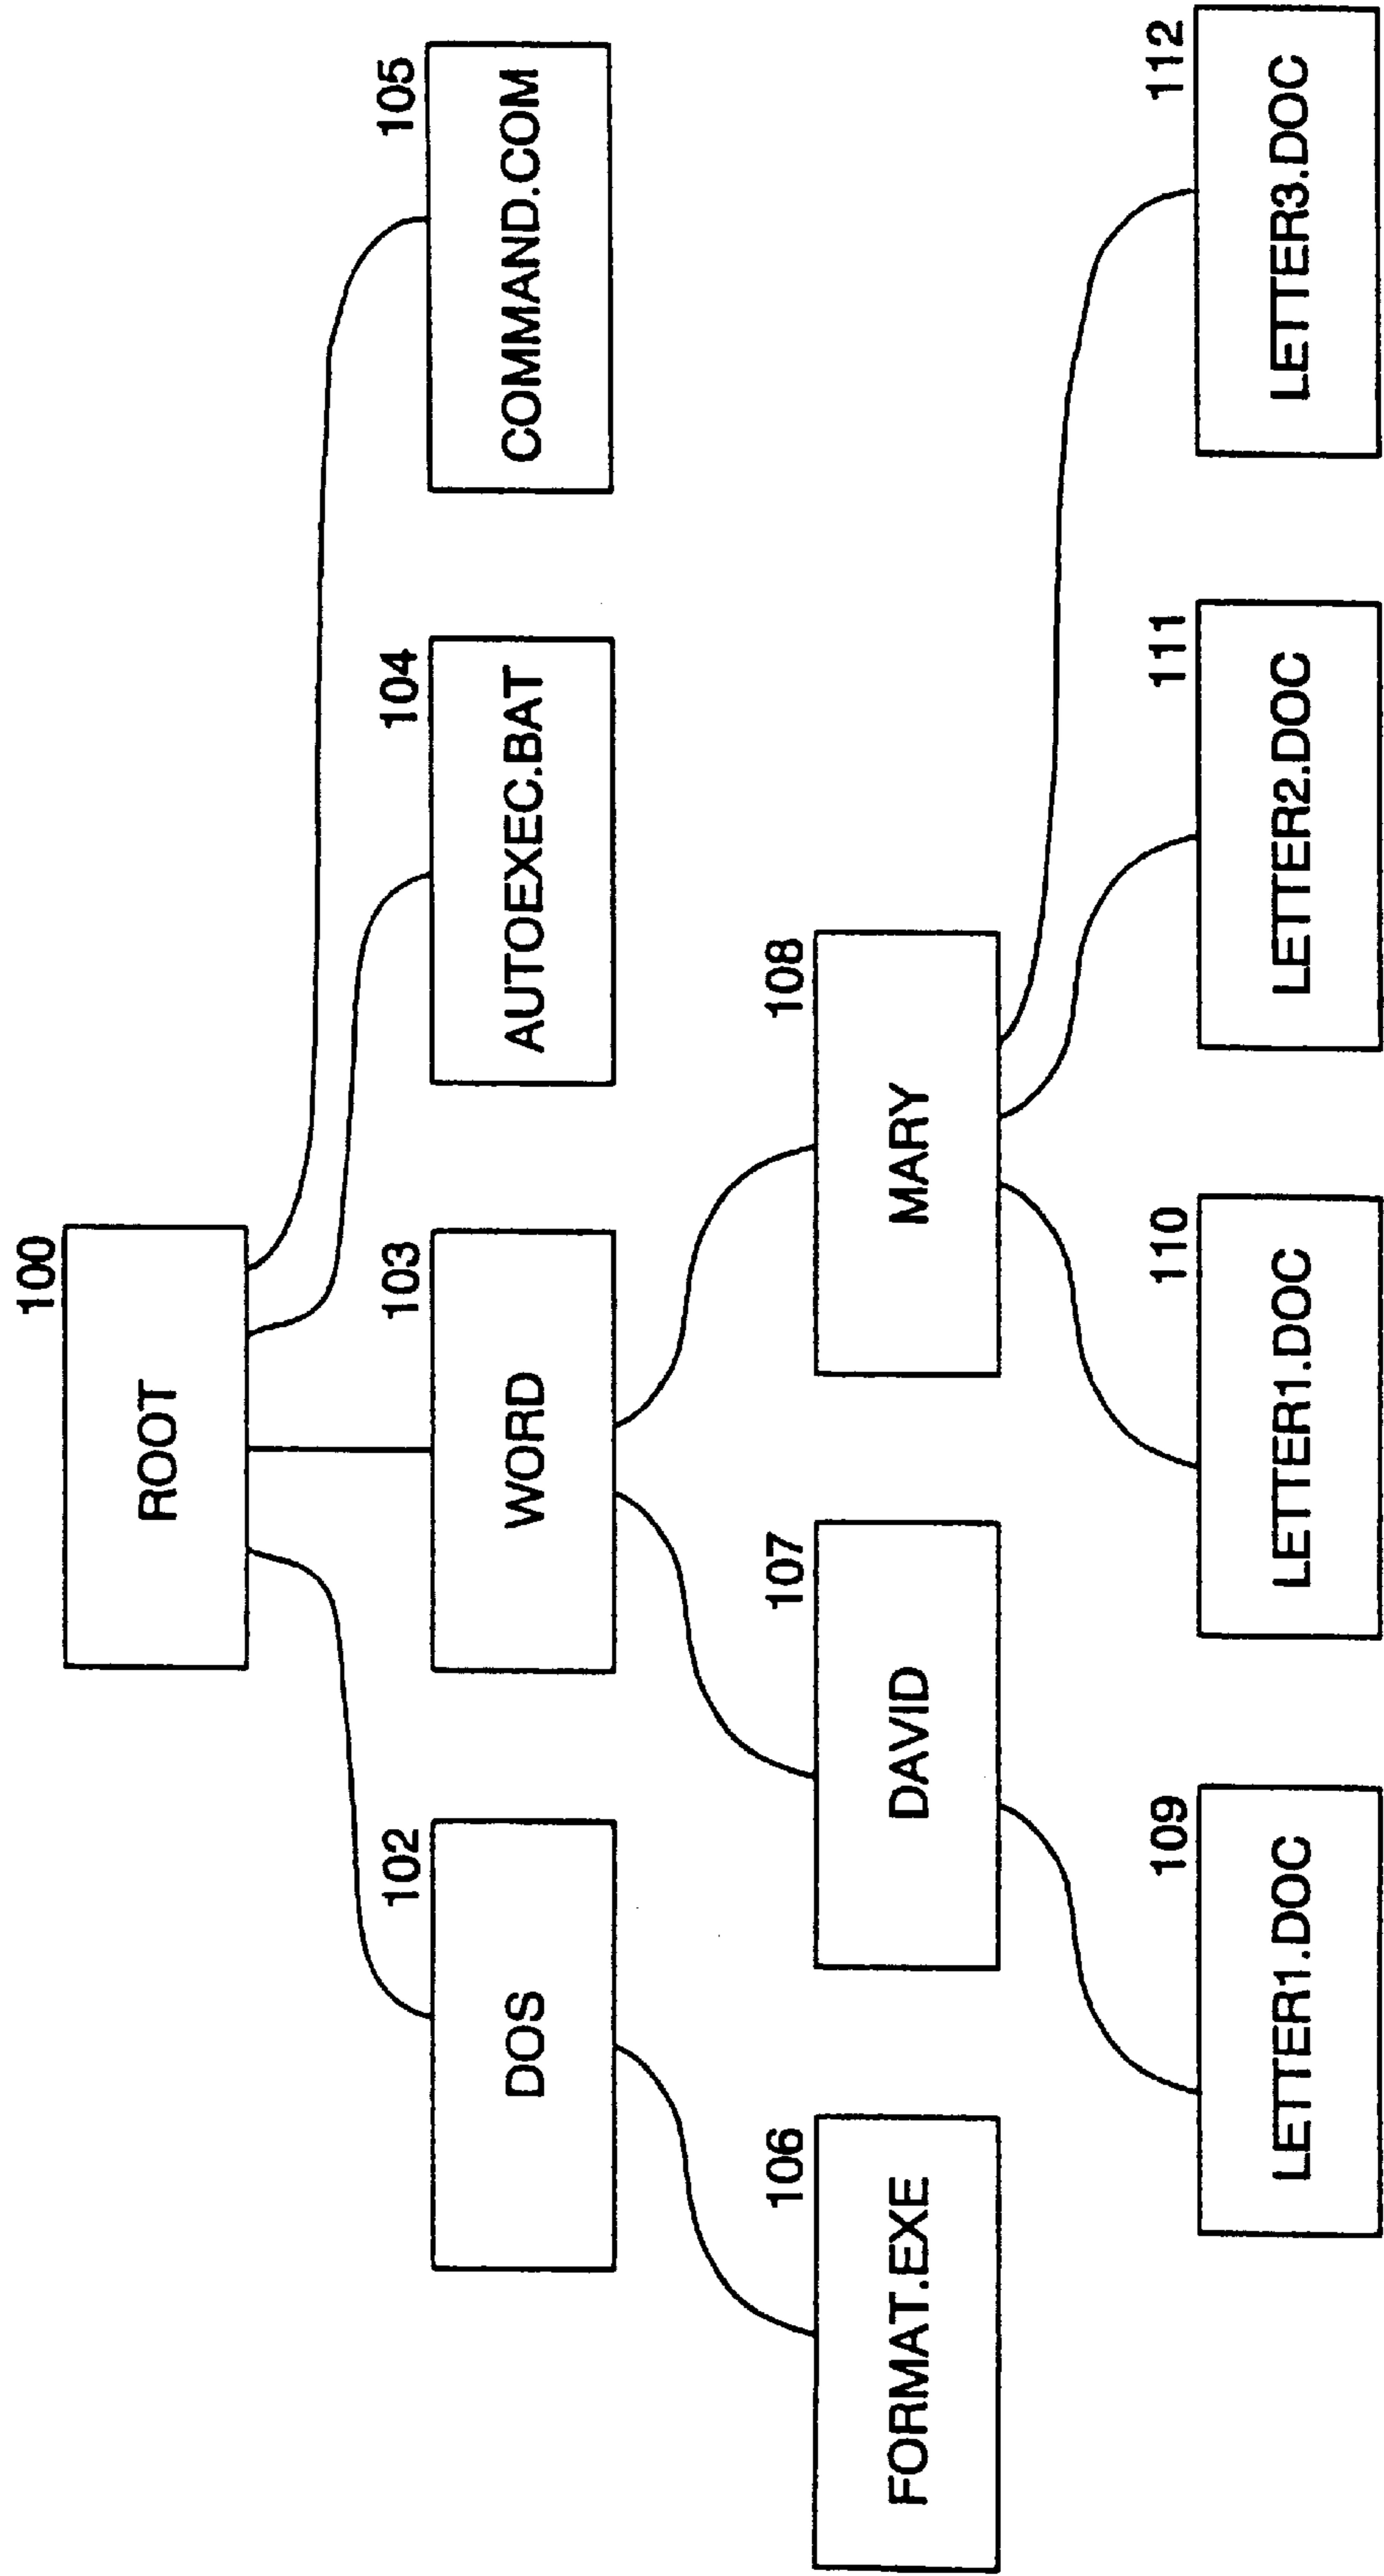 100
ROOT
102
DOS
103
WORD
104
AUTOEXEC.BAT
105
COMMAND.COM
106
FORMAT.EXE
107
DAVID
108
MARY
109
LETTER1.DOC
110
LETTER1.DOC
111
LETTER2.DOC
112
LETTER3.DOC